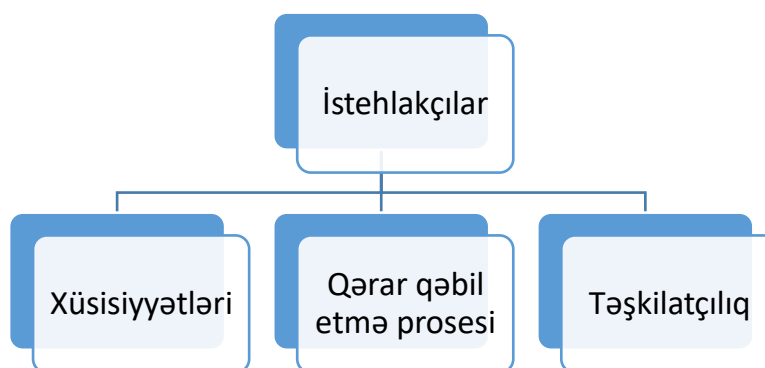 İstehlakçılar
Xüsisiyyətləri
Qərar qəbil
etmə prosesi
Təşkilatçılıq